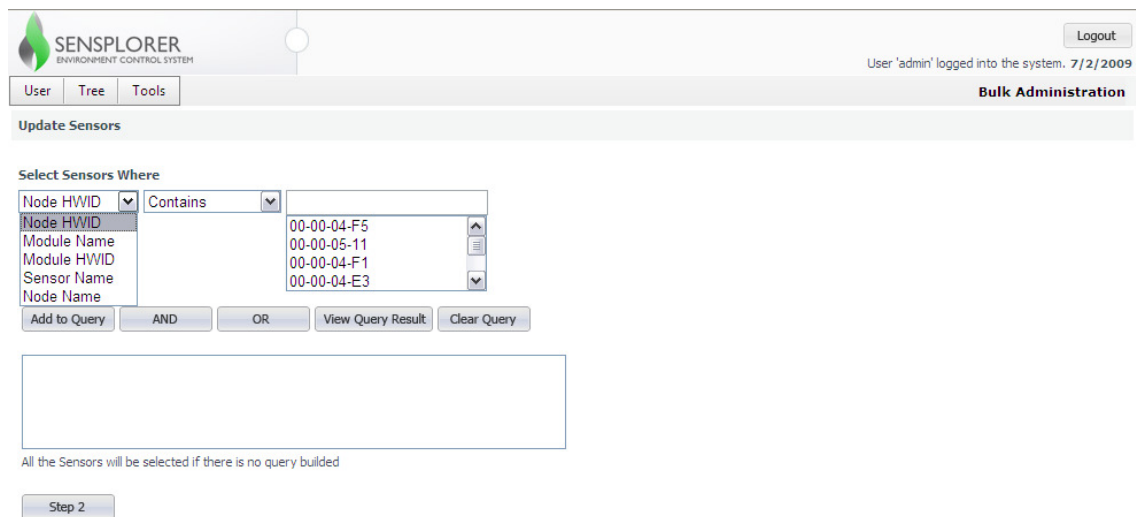 SENSPLORER
ENVIRONMENT CONTROL SYSTEM
Logout
User 'admin' logged into the system. 7/2/2009
User Tree Tools
Bulk Administration
Update Sensors
Select Sensors Where
Node HWID Contains
Node HWID
Module Name
Module HWID
Sensor Name
Node Name
00-00-04-F5
00-00-05-11
00-00-04-F1
00-00-04-E3
Add to Query AND OR View Query Result Clear Query
All the Sensors will be selected if there is no query builded
Step 2